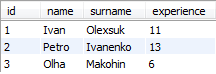 id name surname experience
1 Ivan Olexsuk 11
2 Petro Ivanenko 13
3 Olha Makohin 6